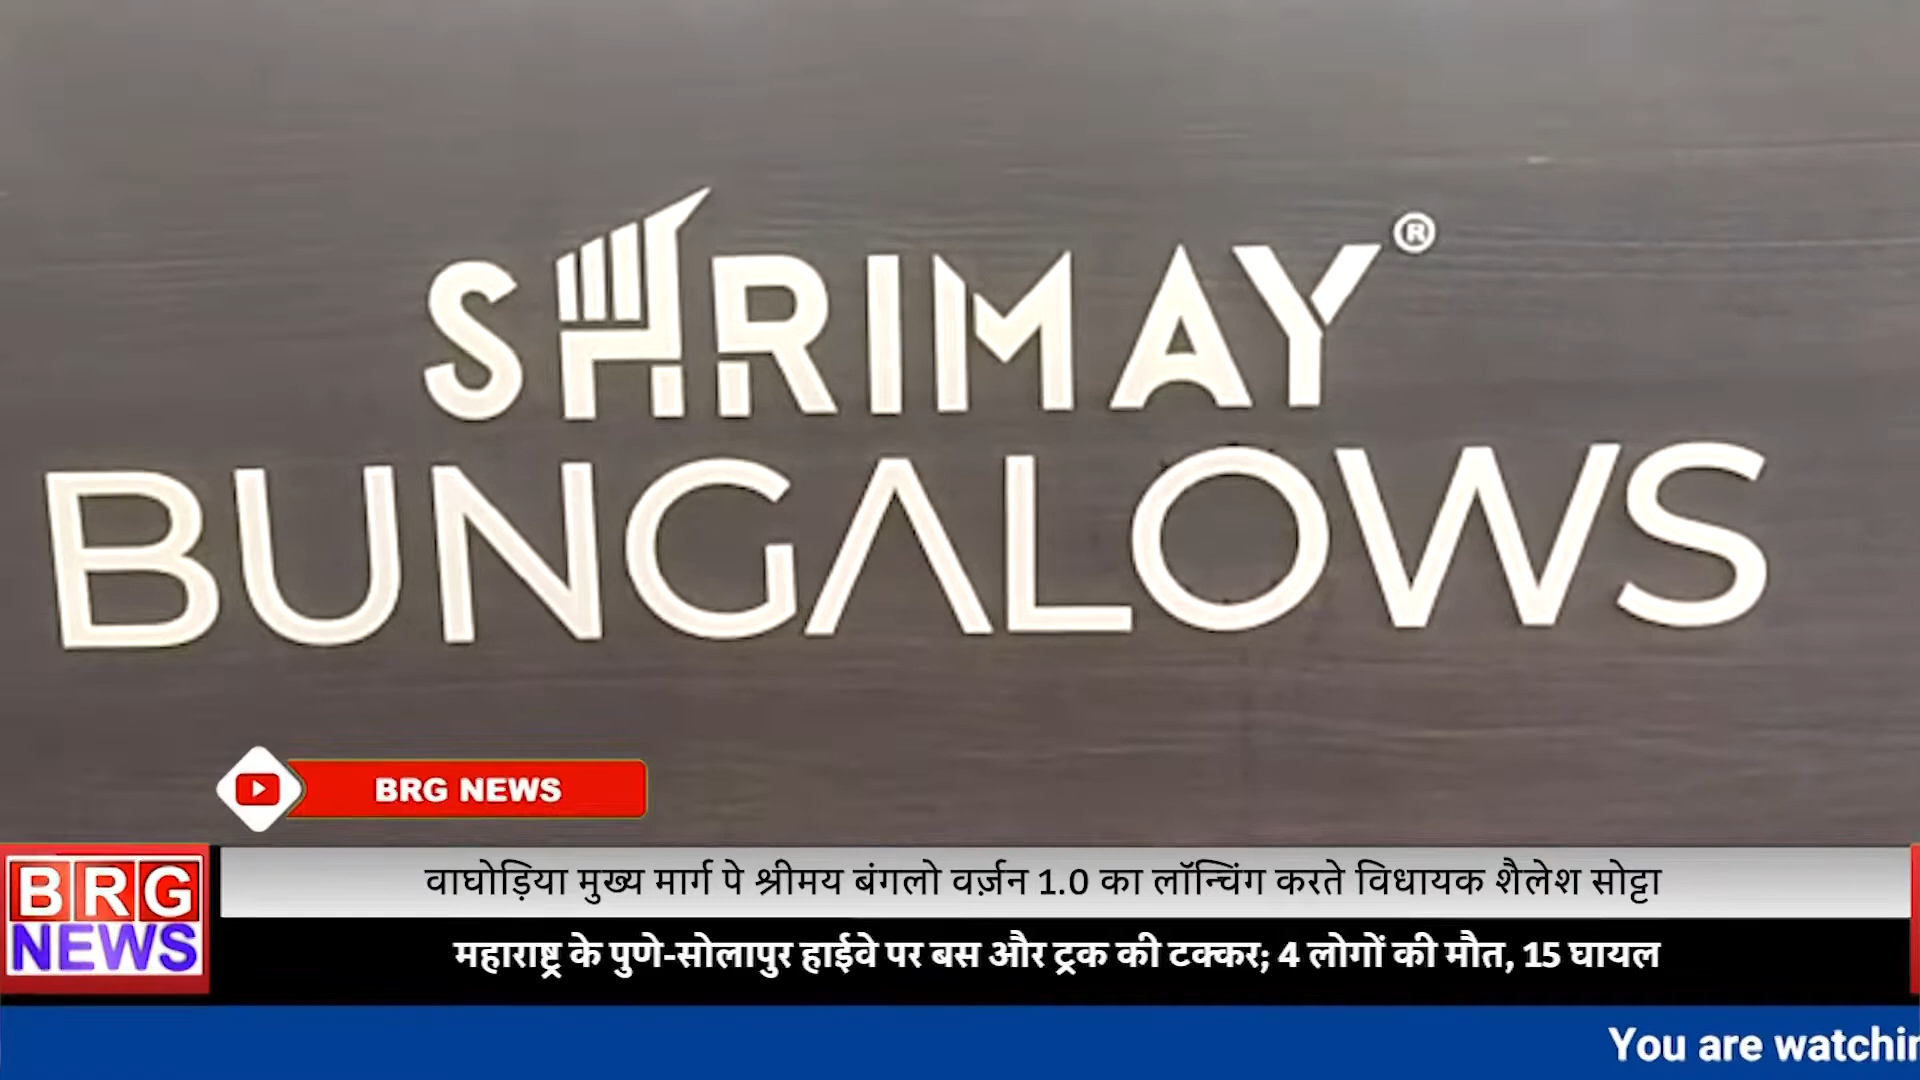 SHRIMAY®
BUNGALOWS
BRG NEWS
BRG
NEWS
वाघोड़िया मुख्य मार्ग पे श्रीमय बंगलो वर्ज़न 1.0 का लॉन्चिंग करते विधायक शैलेश सोट्टा
महाराष्ट्र के पुणे-सोलापुर हाईवे पर बस और ट्रक की टक्कर; 4 लोगों की मौत, 15 घायल
You are watchin